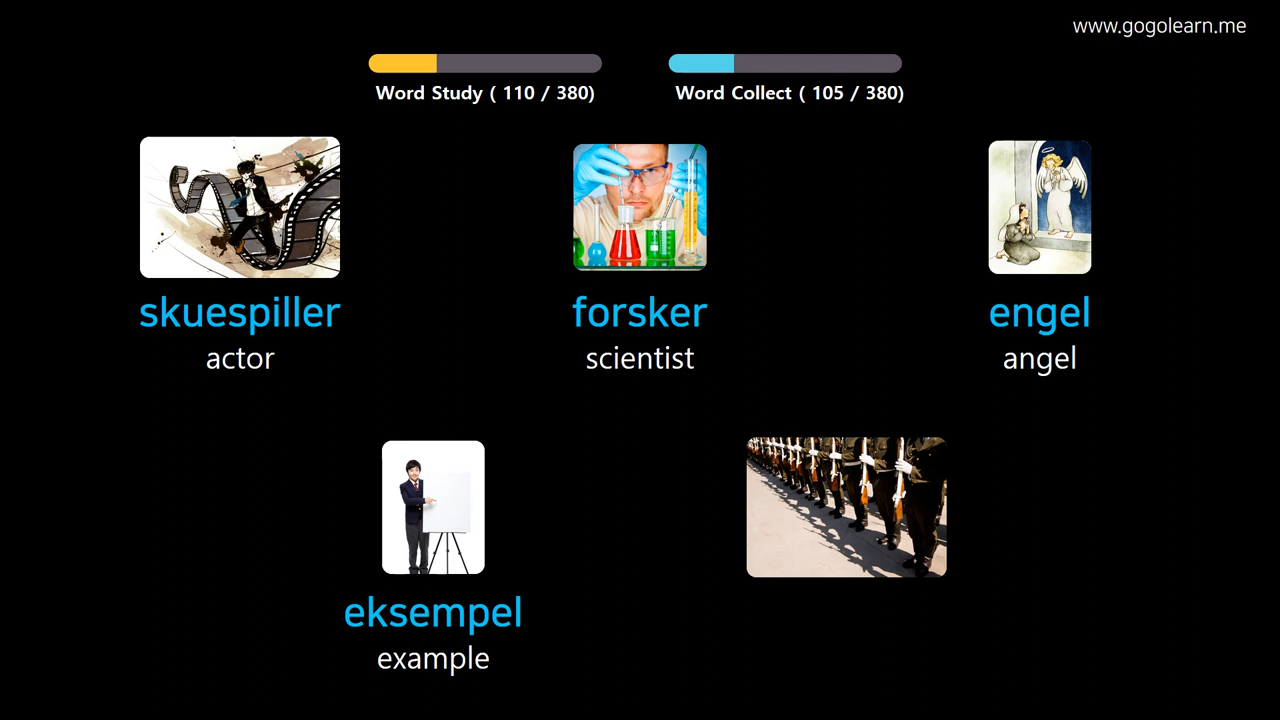 www.gogolearn.me
Word Study ( 110 / 380)
Word Collect ( 105 / 380)
skuespiller
actor
forsker
scientist
engel
angel
eksempel
example